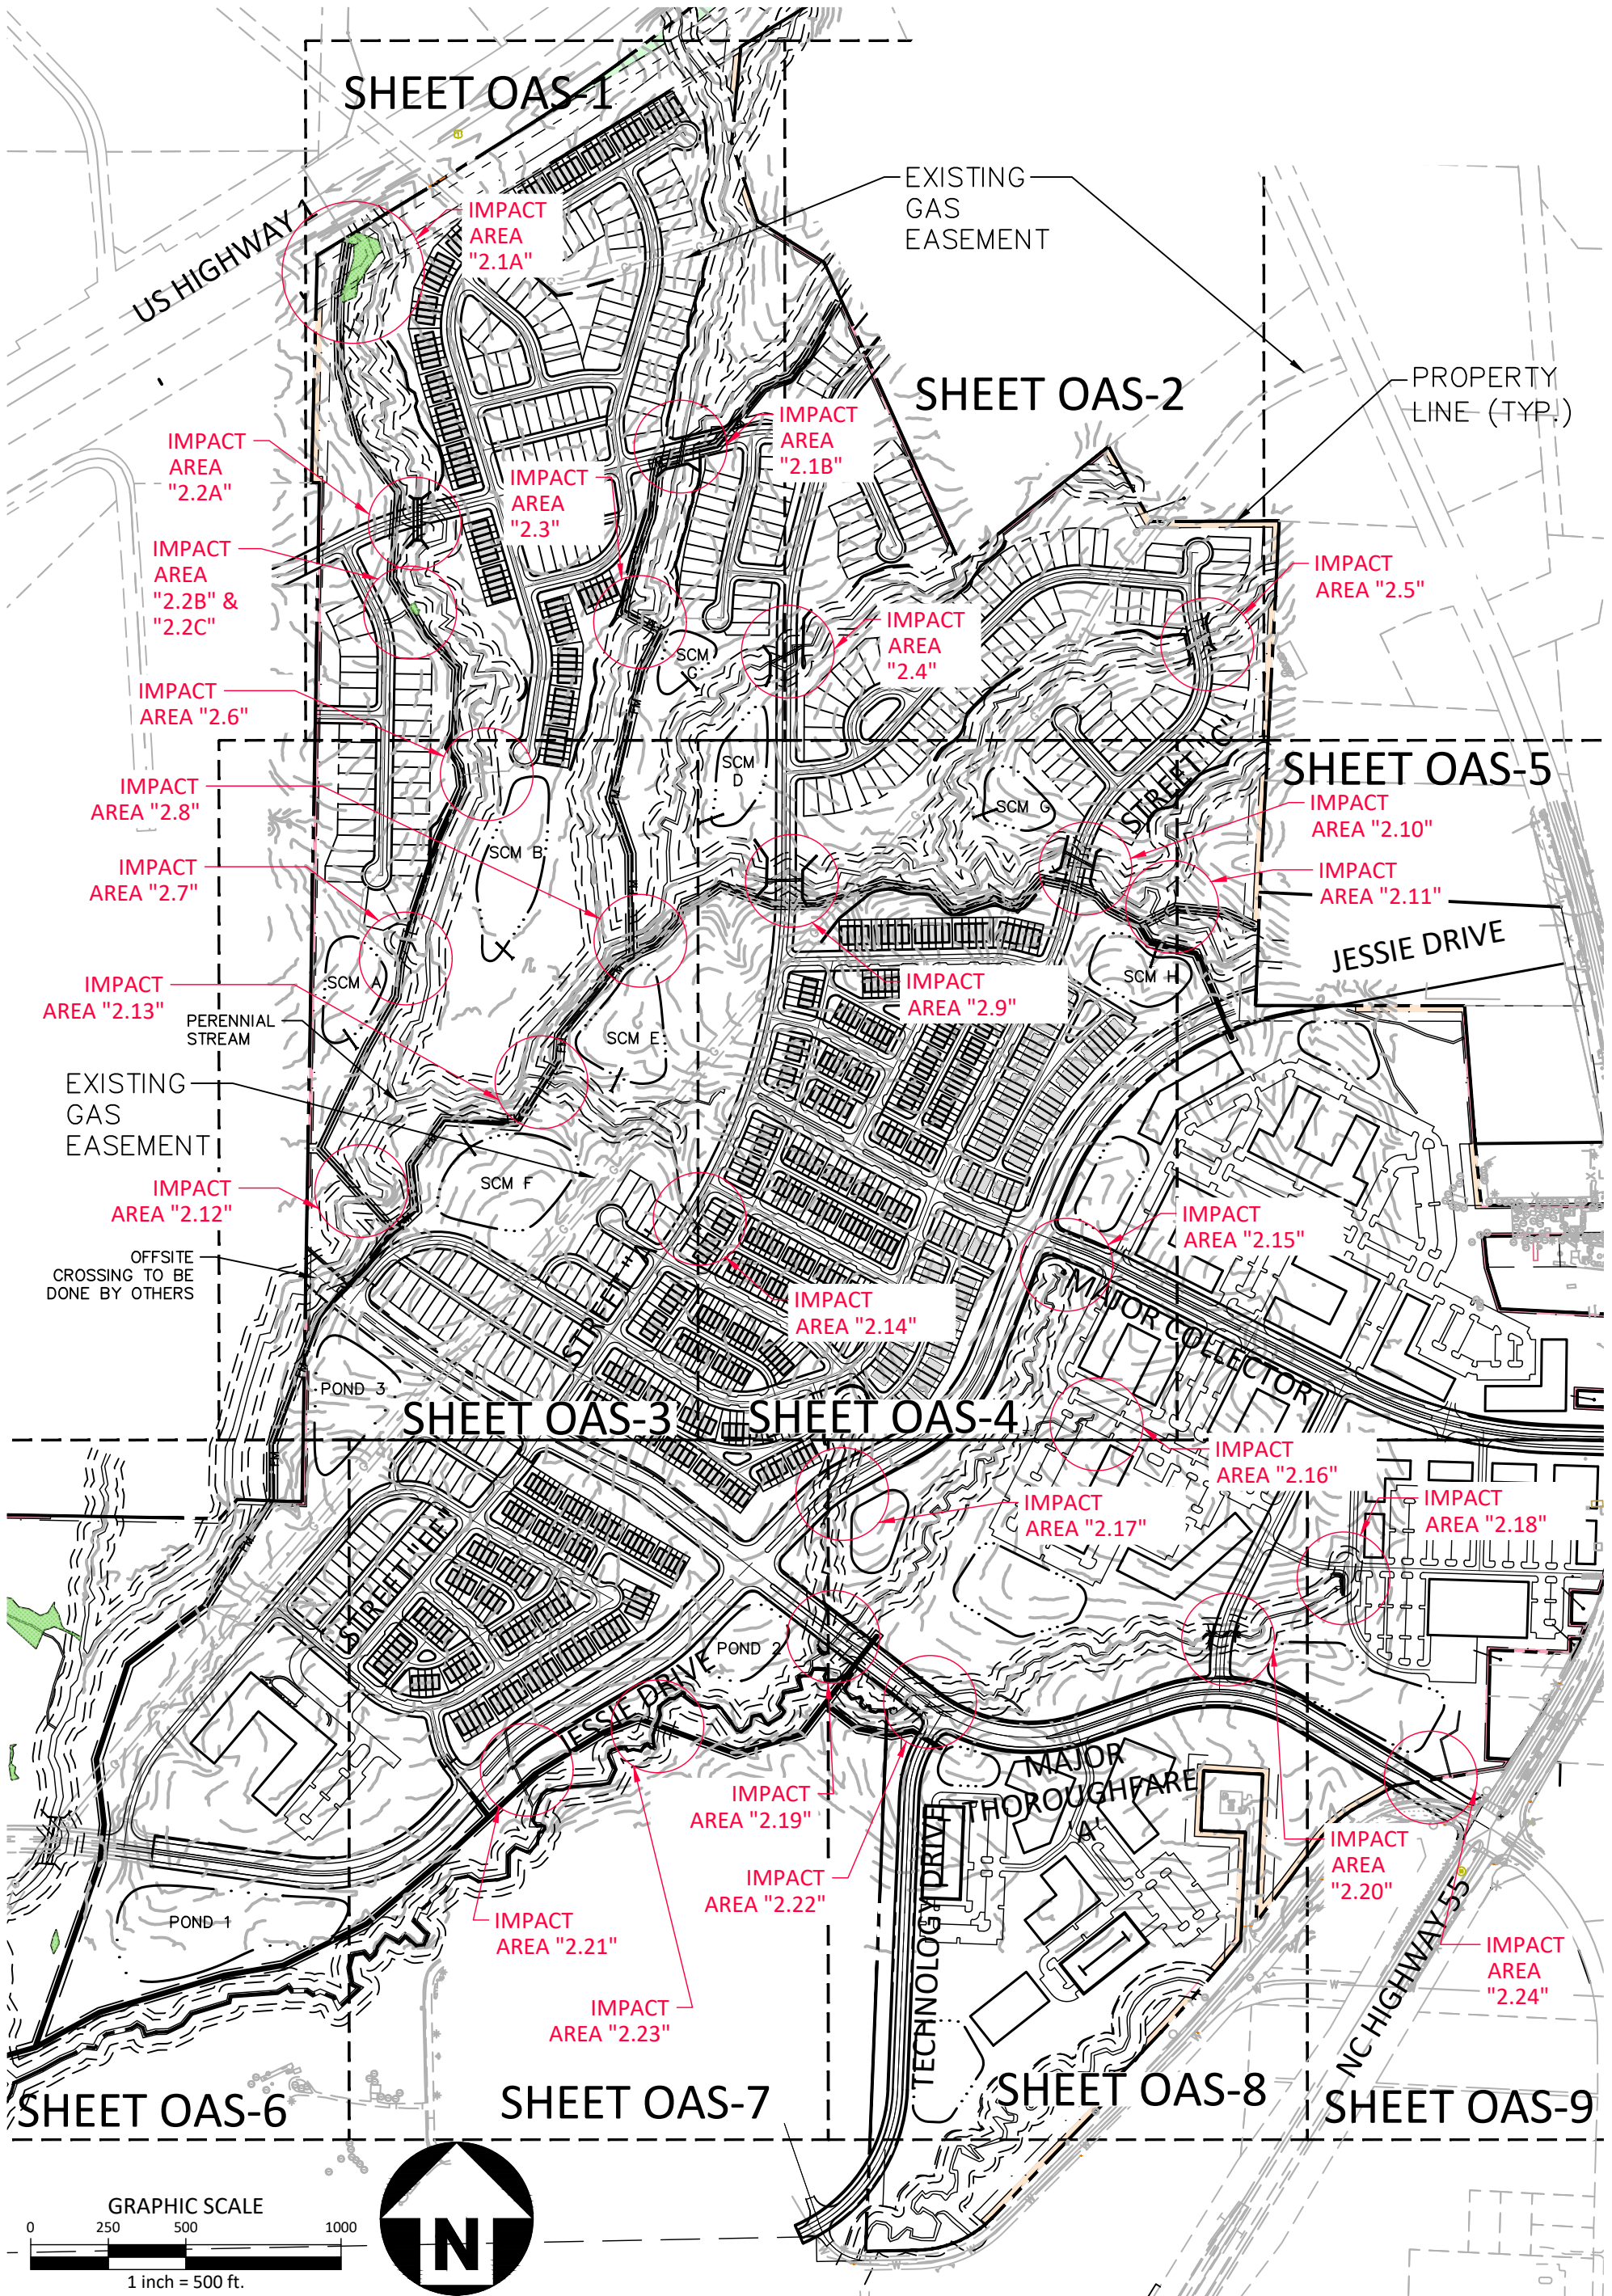 SHEET OAS-1
EXISTING
GAS
EASEMENT
IMPACT
AREA
"2.1A"
US HIGHWAY 1
SHEET OAS-2
PROPERTY
LINE (TYP.)
IMPACT
AREA
"2.1B"
IMPACT
AREA
"2.2A"
IMPACT
AREA
"2.3"
IMPACT
AREA
"2.2B" &
"2.2C"
IMPACT
AREA "2.5"
IMPACT
AREA
"2.4"
SCM
C
IMPACT
AREA "2.6"
STREET "C"
SHEET OAS-5
SCM
D
IMPACT
AREA "2.8"
SCM G
IMPACT
AREA "2.10"
SCM B
IMPACT
AREA "2.7"
IMPACT
AREA "2.11"
JESSIE DRIVE
SCM A
SCM H
IMPACT
AREA "2.13"
IMPACT
AREA "2.9"
PERENNIAL
STREAM
SCM E
EXISTING
GAS
EASEMENT
IMPACT
AREA "2.12"
SCM F
IMPACT
AREA "2.15"
OFFSITE
CROSSING TO BE
DONE BY OTHERS
STREET "A"
IMPACT
AREA "2.14"
MAJOR COLLECTOR
POND 3
SHEET OAS-3
SHEET OAS-4
IMPACT
AREA "2.16"
IMPACT
AREA "2.17"
IMPACT
AREA "2.18"
STREET "E"
POND 2
JESSIE DRIVE
MAJOR
THOROUGHFARE
'A'
IMPACT
AREA "2.19"
TECHNOLOGY DRIVE
IMPACT
AREA
"2.20"
IMPACT
AREA "2.22"
POND 1
IMPACT
AREA "2.21"
NC HIGHWAY 55
IMPACT
AREA
"2.24"
IMPACT
AREA "2.23"
SHEET OAS-6
SHEET OAS-7
SHEET OAS-8
SHEET OAS-9
GRAPHIC SCALE
0 250 500 1000
1 inch = 500 ft.
N